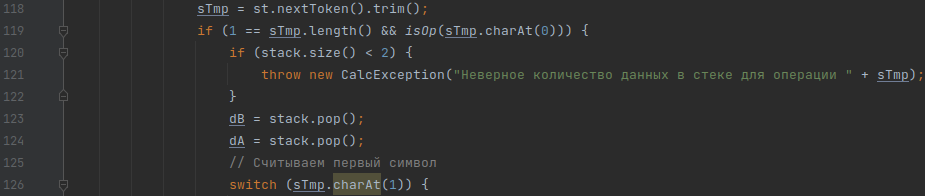 118 sTmp = st.nextToken().trim();
119 if (1 == sTmp.length() && isOp(sTmp.charAt(0))) {
120 if (stack.size() < 2) {
121 throw new CalcException("Неверное количество данных в стеке для операции " + sTmp);
122 }
123 dB = stack.pop();
124 dA = stack.pop();
125 // Считываем первый символ
126 switch (sTmp.charAt(1)) {